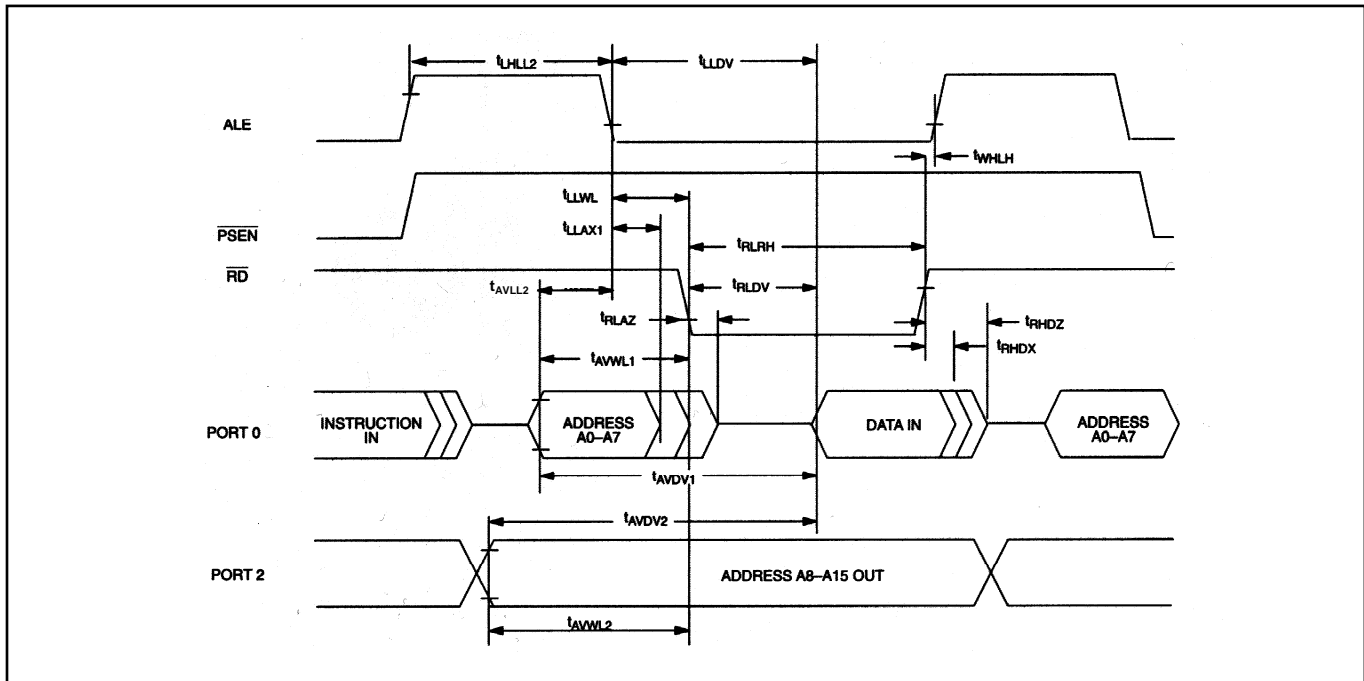 tLHLL2
tLLDV
ALE
tWHLH
tLLWL
PSEN
tLLAX1
tRLRH
RD
tAVLL2
tRLDV
tRLAZ
tRHDZ
tRHDX
tAVWL1
PORT 0
INSTRUCTION
IN
ADDRESS
A0–A7
DATA IN
ADDRESS
A0–A7
tAVDV1
tAVDV2
PORT 2
ADDRESS A8–A15 OUT
tAVWL2